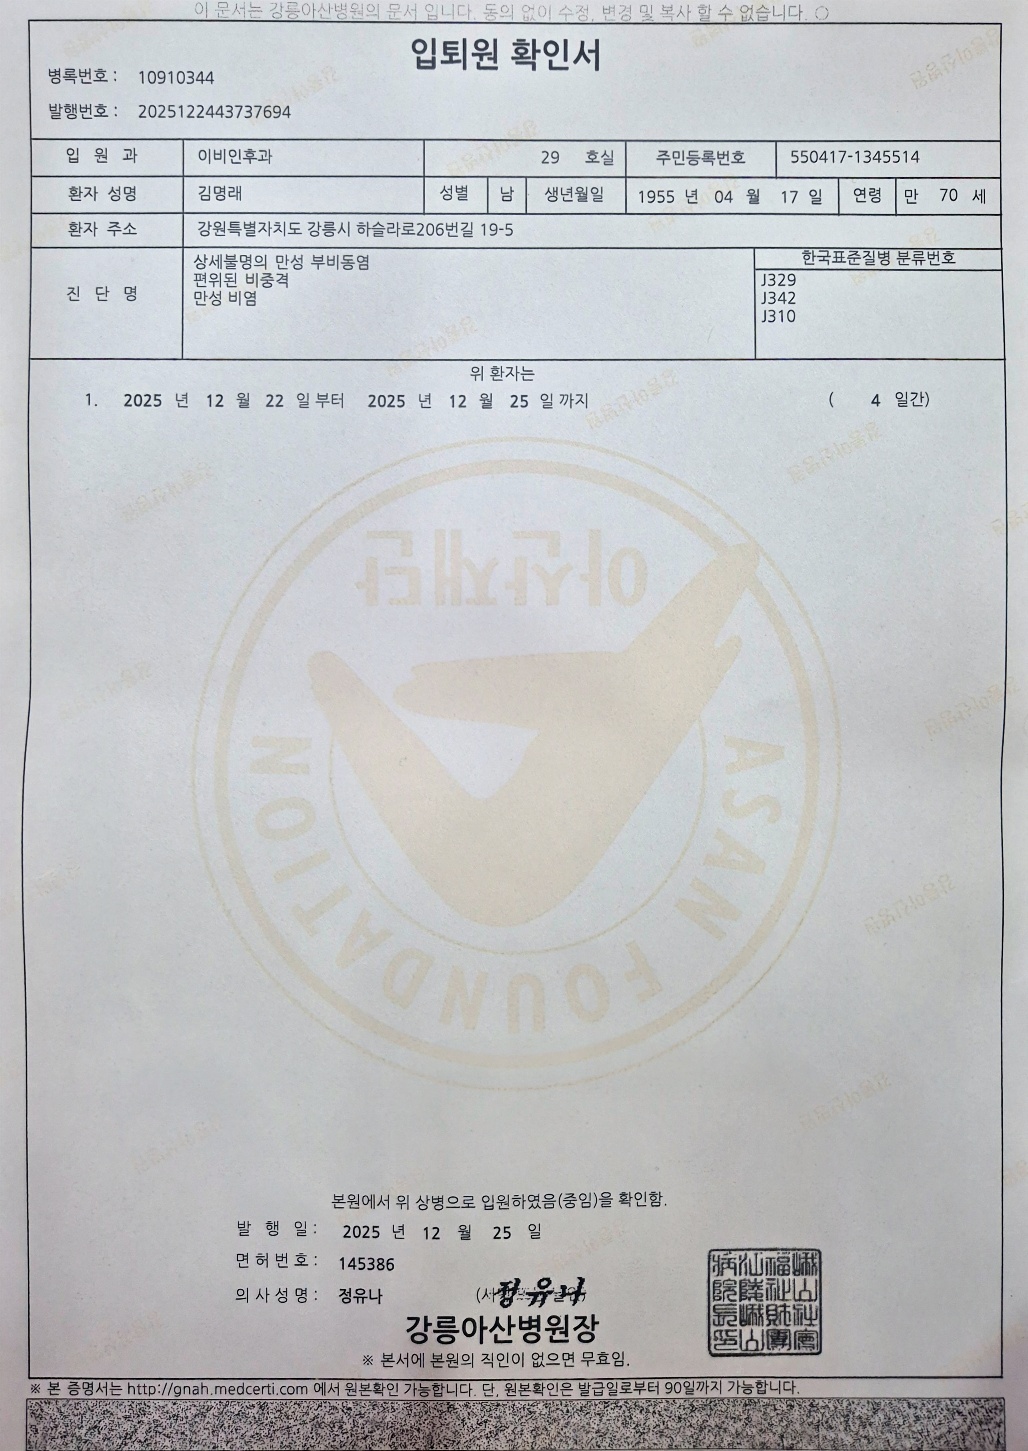 이 문서는 강릉아산병원의 문서 입니다. 동의 없이 수정, 변경 및 복사 할 수 없습니다.
입퇴원 확인서
병록번호 : 10910344
발행번호 : 2025122443737694
입 원 과 이비인후과 29 호실 주민등록번호 550417-1345514
환자 성명 김명래 성별 남 생년월일 1955 년 04 월 17 일 연령 만 70 세
환자 주소 강원특별자치도 강릉시 하슬라로206번길 19-5
진 단 명
상세불명의 만성 부비동염
편위된 비중격
만성 비염
한국표준질병 분류번호
J329
J342
J310
위 환자는
1. 2025 년 12 월 22 일 부터 2025 년 12 월 25 일 까지 ( 4 일간)
아산재단
ASAN FOUNDATION
본원에서 위 상병으로 입원하였음(중임)을 확인함.
발 행 일 : 2025 년 12 월 25 일
면 허 번 호 : 145386
의 사 성 명 : 정유나 정유나
강릉아산병원장
※ 본서에 본원의 직인이 없으면 무효임.
※ 본 증명서는 http://gnah.medcerti.com 에서 원본확인 가능합니다. 단, 원본확인은 발급일로부터 90일까지 가능합니다.